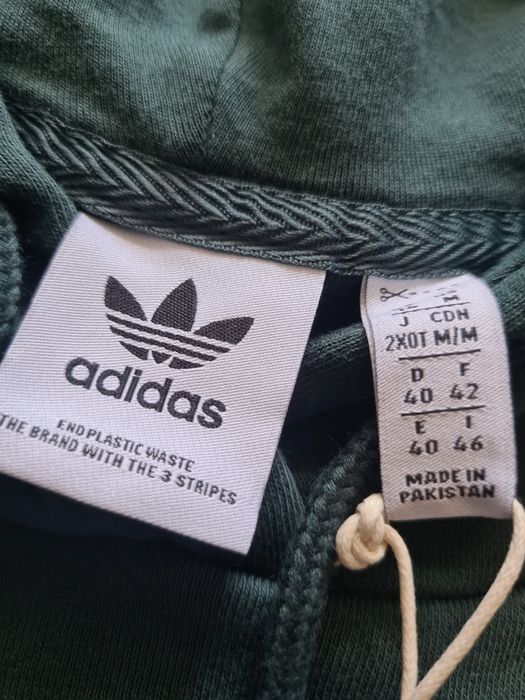 adidas
END PLASTIC WASTE
THE BRAND WITH THE 3 STRIPES
M
J CDN
2XOT M/M
D F
40 42
E I
40 46
MADE IN
PAKISTAN